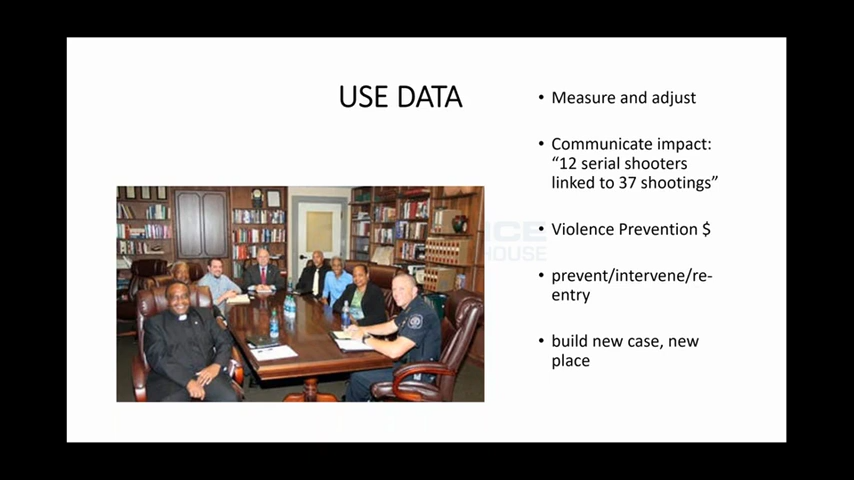 USE DATA
• Measure and adjust
• Communicate impact:
“12 serial shooters
linked to 37 shootings”
• Violence Prevention $
• prevent/intervene/re-
entry
• build new case, new
place
HOUSE